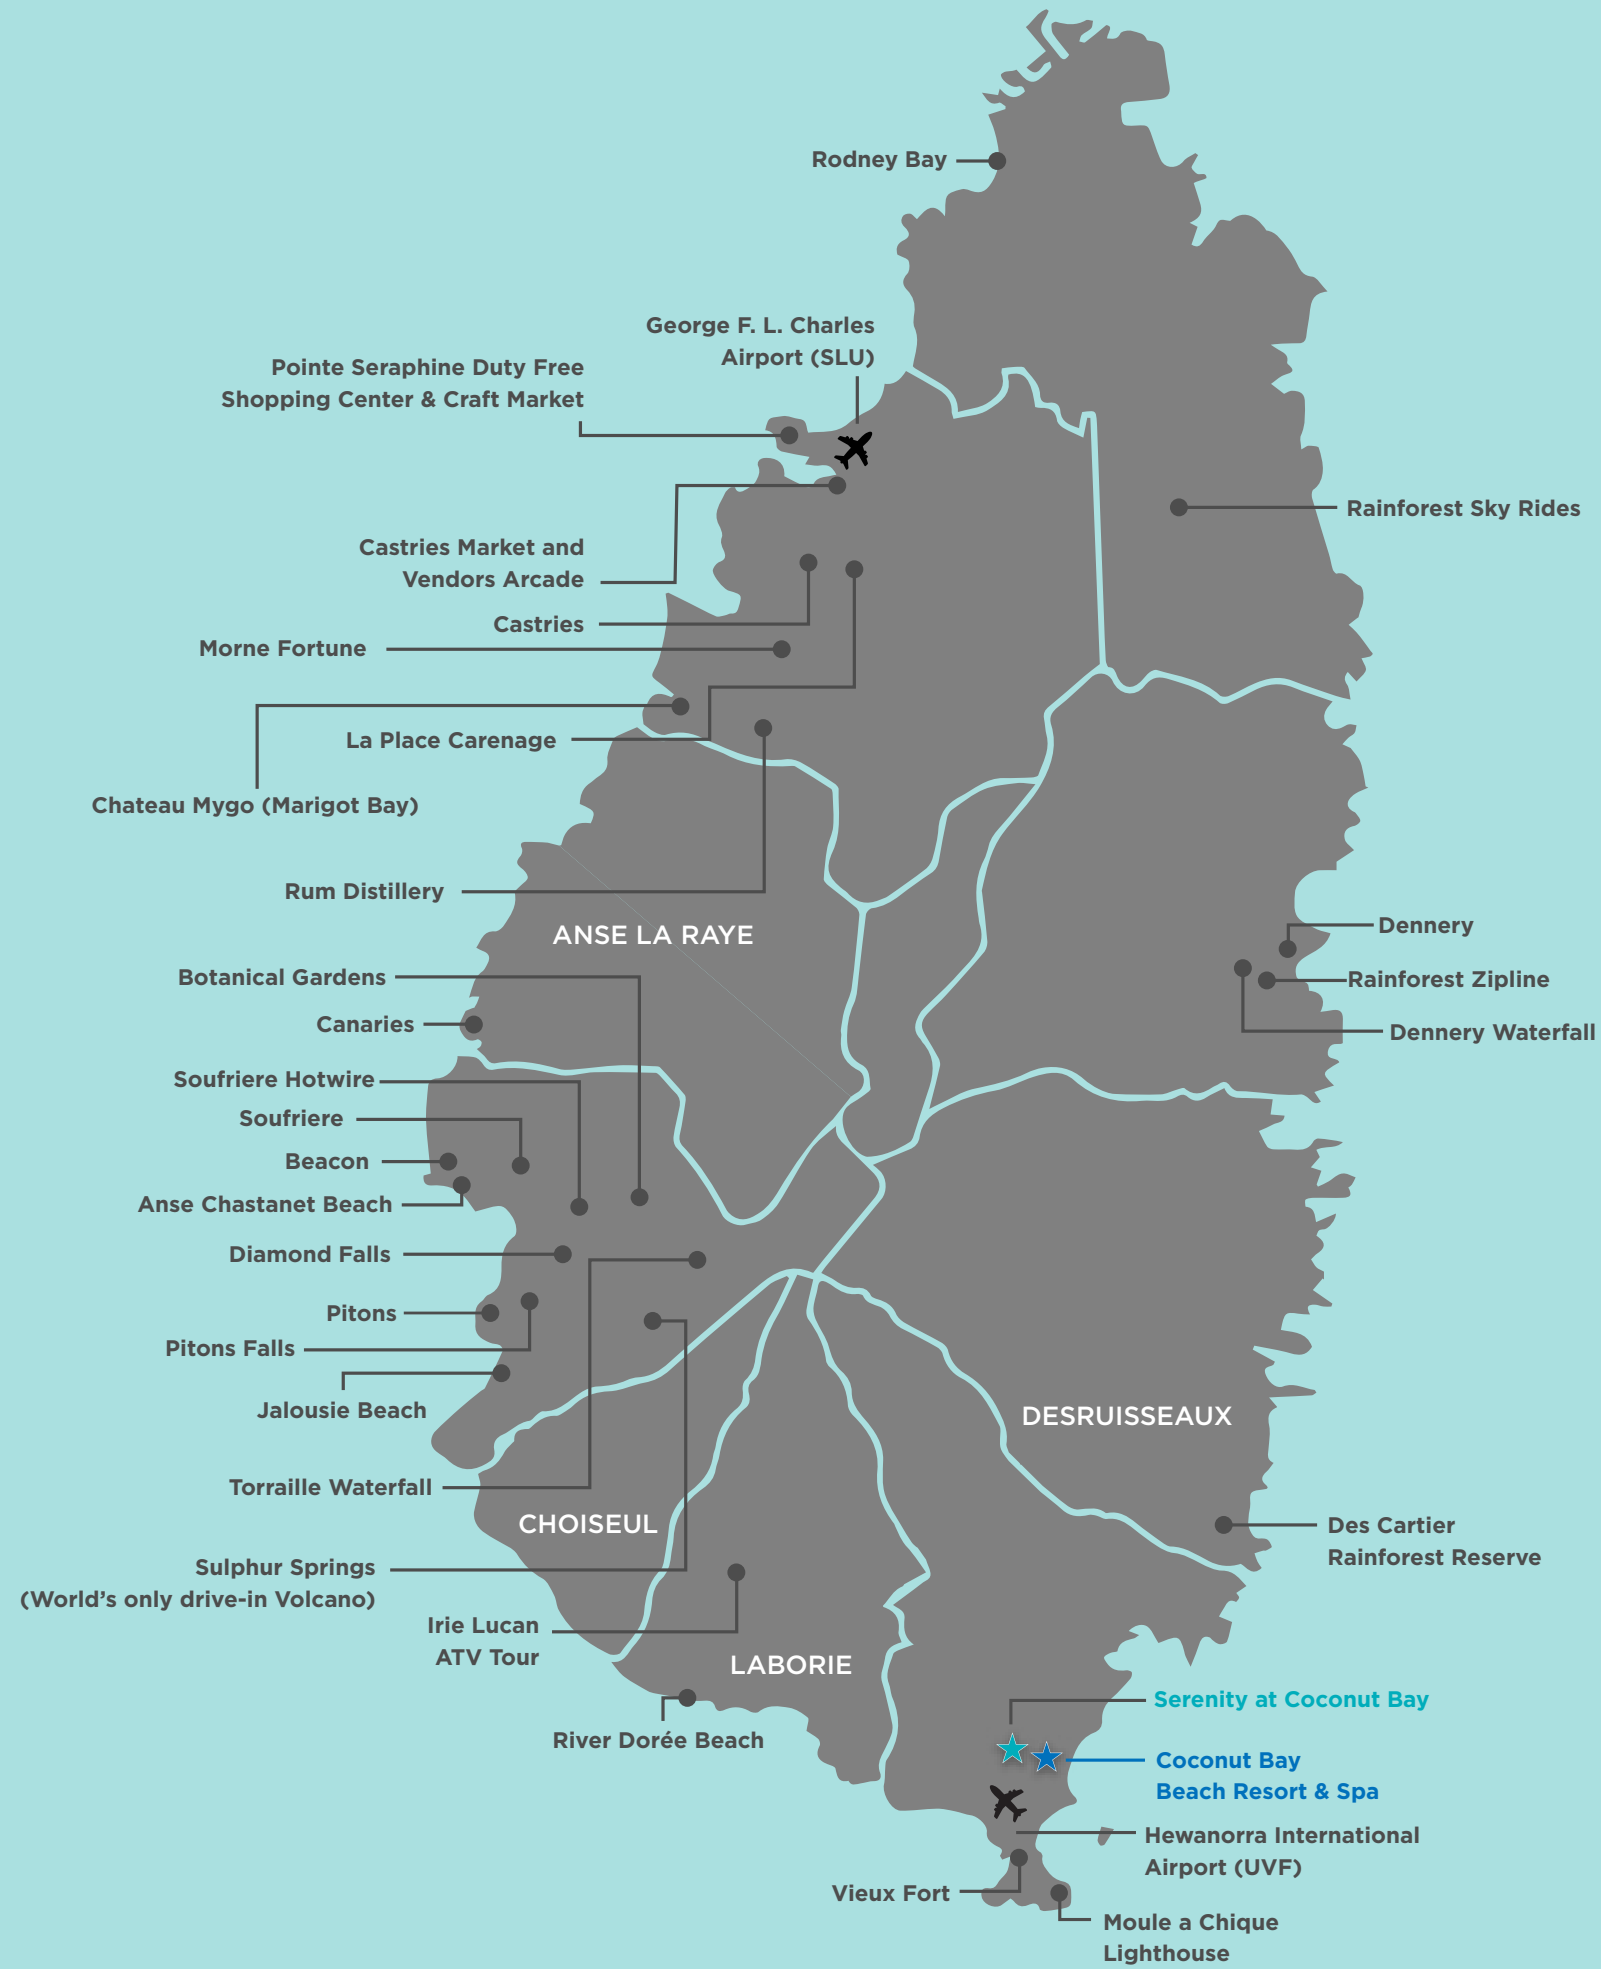 Rodney Bay
George F. L. Charles
Airport (SLU)
Pointe Seraphine Duty Free
Shopping Center & Craft Market
Rainforest Sky Rides
Castries Market and
Vendors Arcade
Castries
Morne Fortune
La Place Carenage
Chateau Mygo (Marigot Bay)
Rum Distillery
ANSE LA RAYE
Dennery
Botanical Gardens
Rainforest Zipline
Canaries
Dennery Waterfall
Soufriere Hotwire
Soufriere
Beacon
Anse Chastanet Beach
Diamond Falls
Pitons
Pitons Falls
Jalousie Beach
DESRUISSEAUX
Torraille Waterfall
CHOISEUL
Des Cartier
Rainforest Reserve
Sulphur Springs
(World’s only drive-in Volcano)
Irie Lucan
ATV Tour
LABORIE
Serenity at Coconut Bay
River Dorée Beach
Coconut Bay
Beach Resort & Spa
Hewanorra International
Airport (UVF)
Vieux Fort
Moule a Chique
Lighthouse